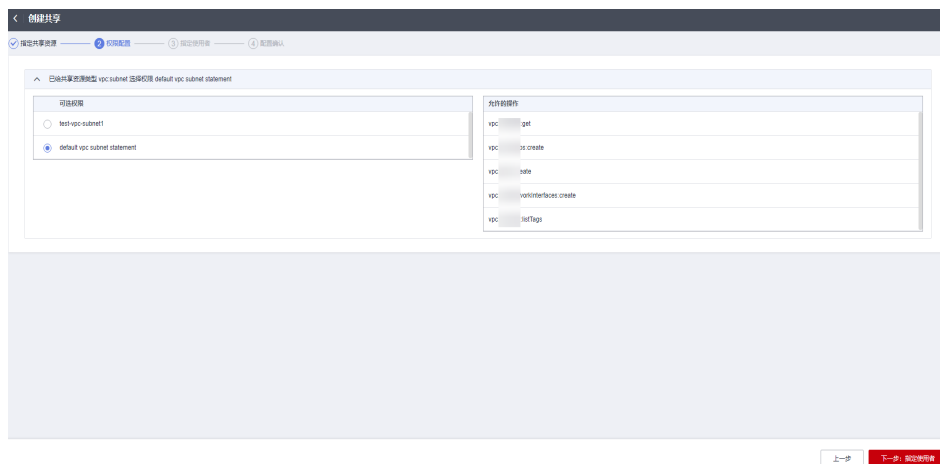 创建共享
指定共享资源 2 权限配置 3 指定使用者 4 配置确认
已给共享资源类型 vpc:subnet 选择权限 default vpc subnet statement
可选权限
test-vpc-subnet1
default vpc subnet statement
允许的操作
vpc: :get
vpc: os:create
vpc: eate
vpc: workInterfaces:create
vpc: :listTags
上一步
下一步：指定使用者